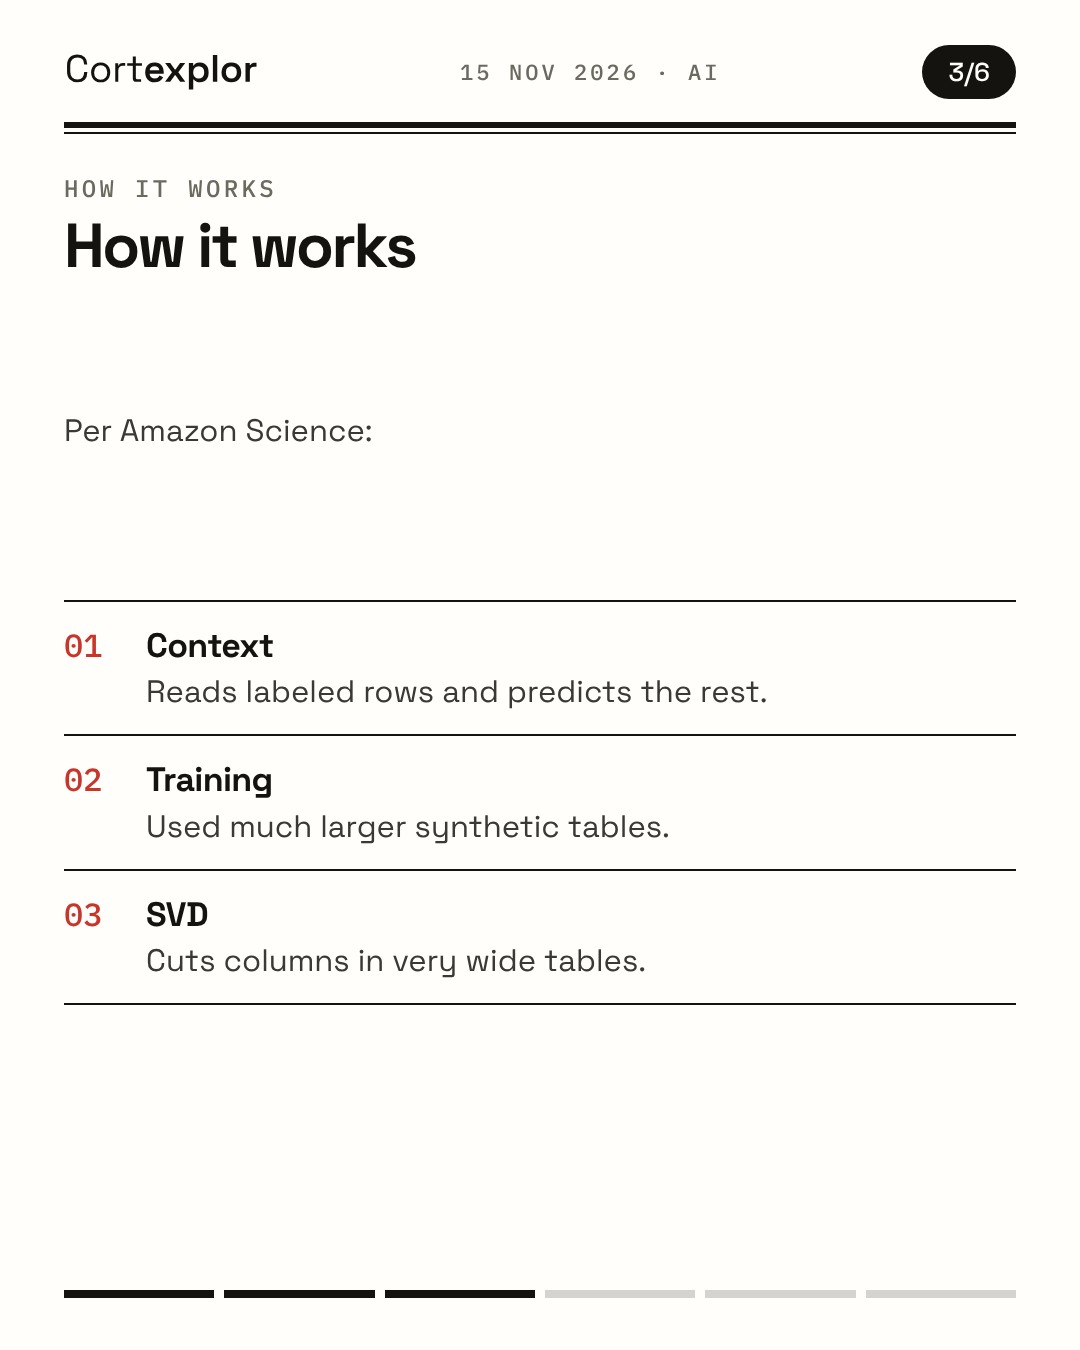 Cortexplor
15 NOV 2026 · AI
3/6
HOW IT WORKS
How it works
Per Amazon Science:
01 Context
Reads labeled rows and predicts the rest.
02 Training
Used much larger synthetic tables.
03 SVD
Cuts columns in very wide tables.